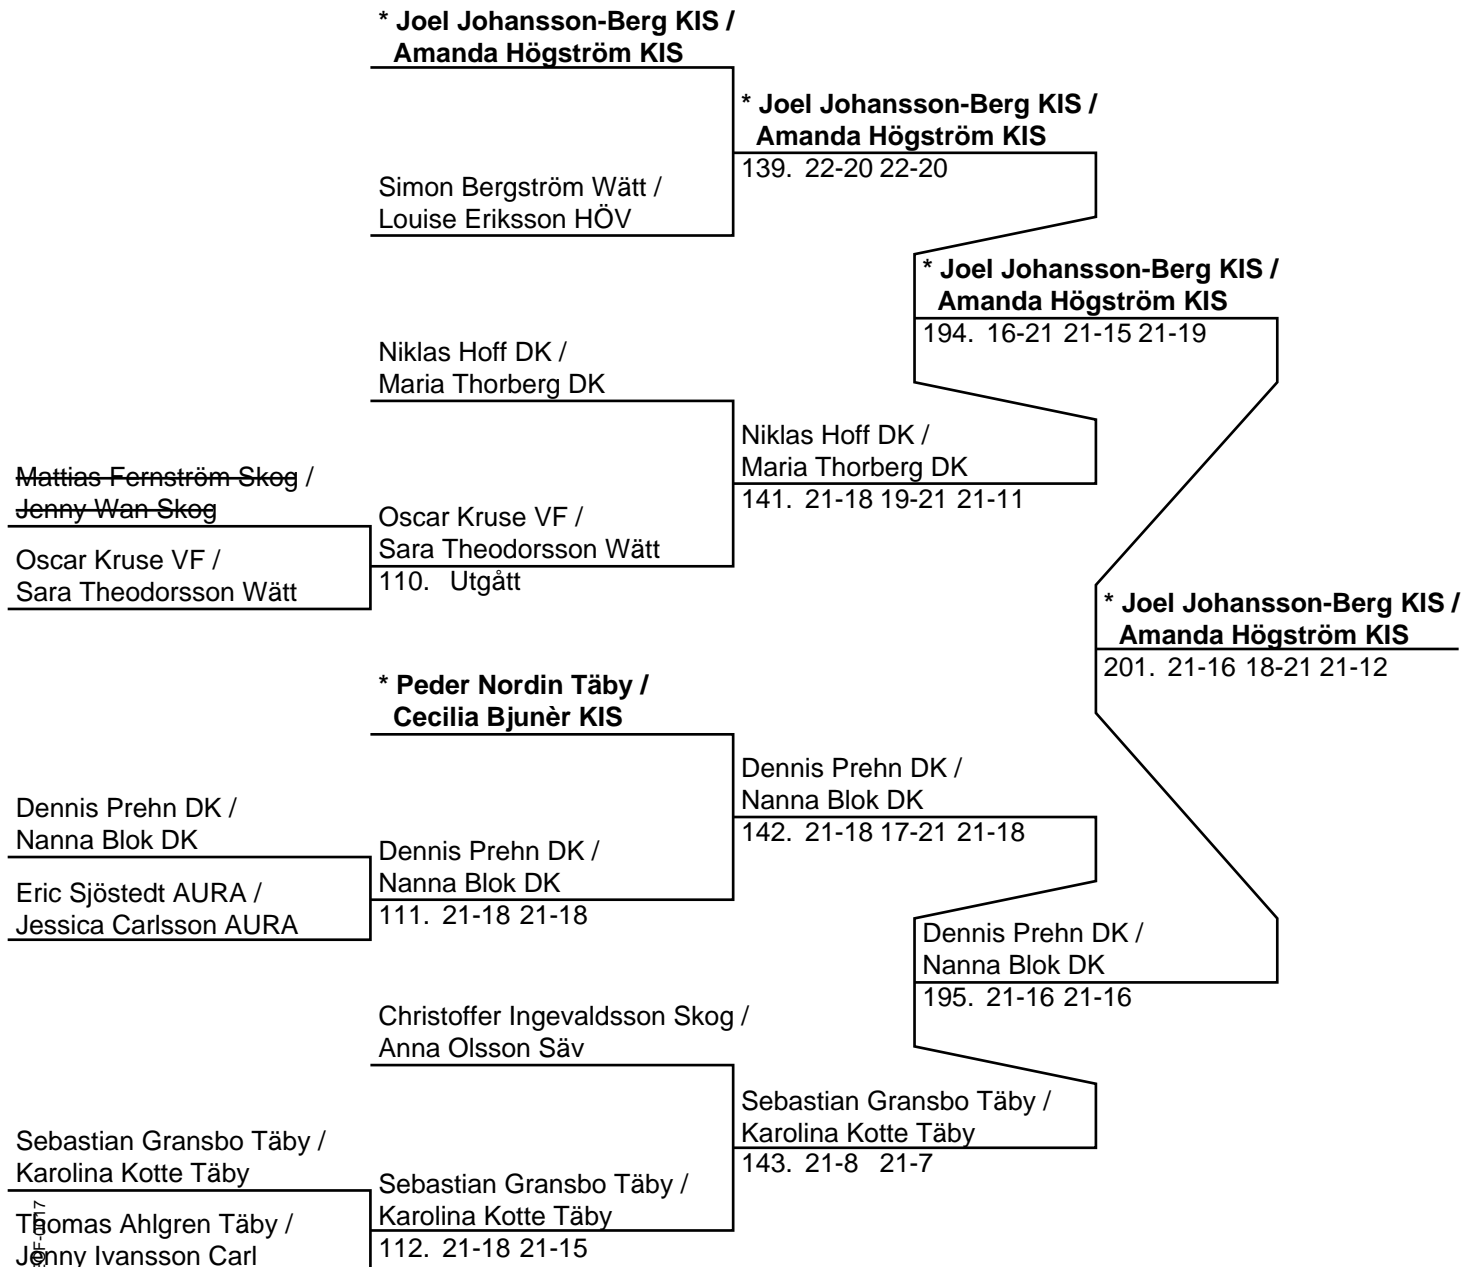 * Joel Johansson-Berg KIS /
Amanda Högström KIS
* Joel Johansson-Berg KIS /
Amanda Högström KIS
139. 22-20 22-20
Simon Bergström Wätt /
Louise Eriksson HÖV
* Joel Johansson-Berg KIS /
Amanda Högström KIS
194. 16-21 21-15 21-19
Niklas Hoff DK /
Maria Thorberg DK
Niklas Hoff DK /
Maria Thorberg DK
141. 21-18 19-21 21-11
Mattias Fernström Skog /
Jenny Wan Skog
Oscar Kruse VF /
Sara Theodorsson Wätt
110. Utgått
Oscar Kruse VF /
Sara Theodorsson Wätt
* Joel Johansson-Berg KIS /
Amanda Högström KIS
201. 21-16 18-21 21-12
* Peder Nordin Täby /
Cecilia Bjunèr KIS
Dennis Prehn DK /
Nanna Blok DK
142. 21-18 17-21 21-18
Dennis Prehn DK /
Nanna Blok DK
Dennis Prehn DK /
Nanna Blok DK
111. 21-18 21-18
Eric Sjöstedt AURA /
Jessica Carlsson AURA
Dennis Prehn DK /
Nanna Blok DK
195. 21-16 21-16
Christoffer Ingevaldsson Skog /
Anna Olsson Säv
Sebastian Gransbo Täby /
Karolina Kotte Täby
143. 21-8 21-7
Sebastian Gransbo Täby /
Karolina Kotte Täby
Sebastian Gransbo Täby /
Karolina Kotte Täby
112. 21-18 21-15
Thomas Ahlgren Täby /
Jenny Ivansson Carl